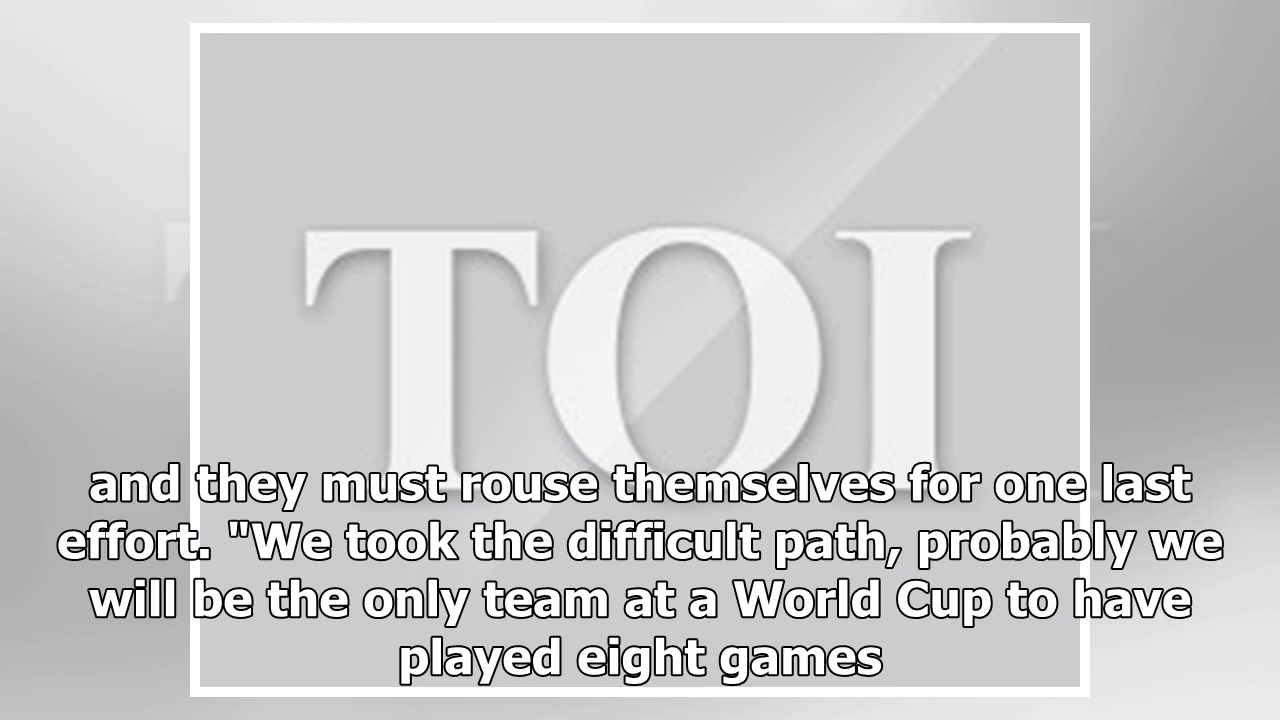 TOI
and they must rouse themselves for one last
effort. "We took the difficult path, probably we
will be the only team at a World Cup to have
played eight games